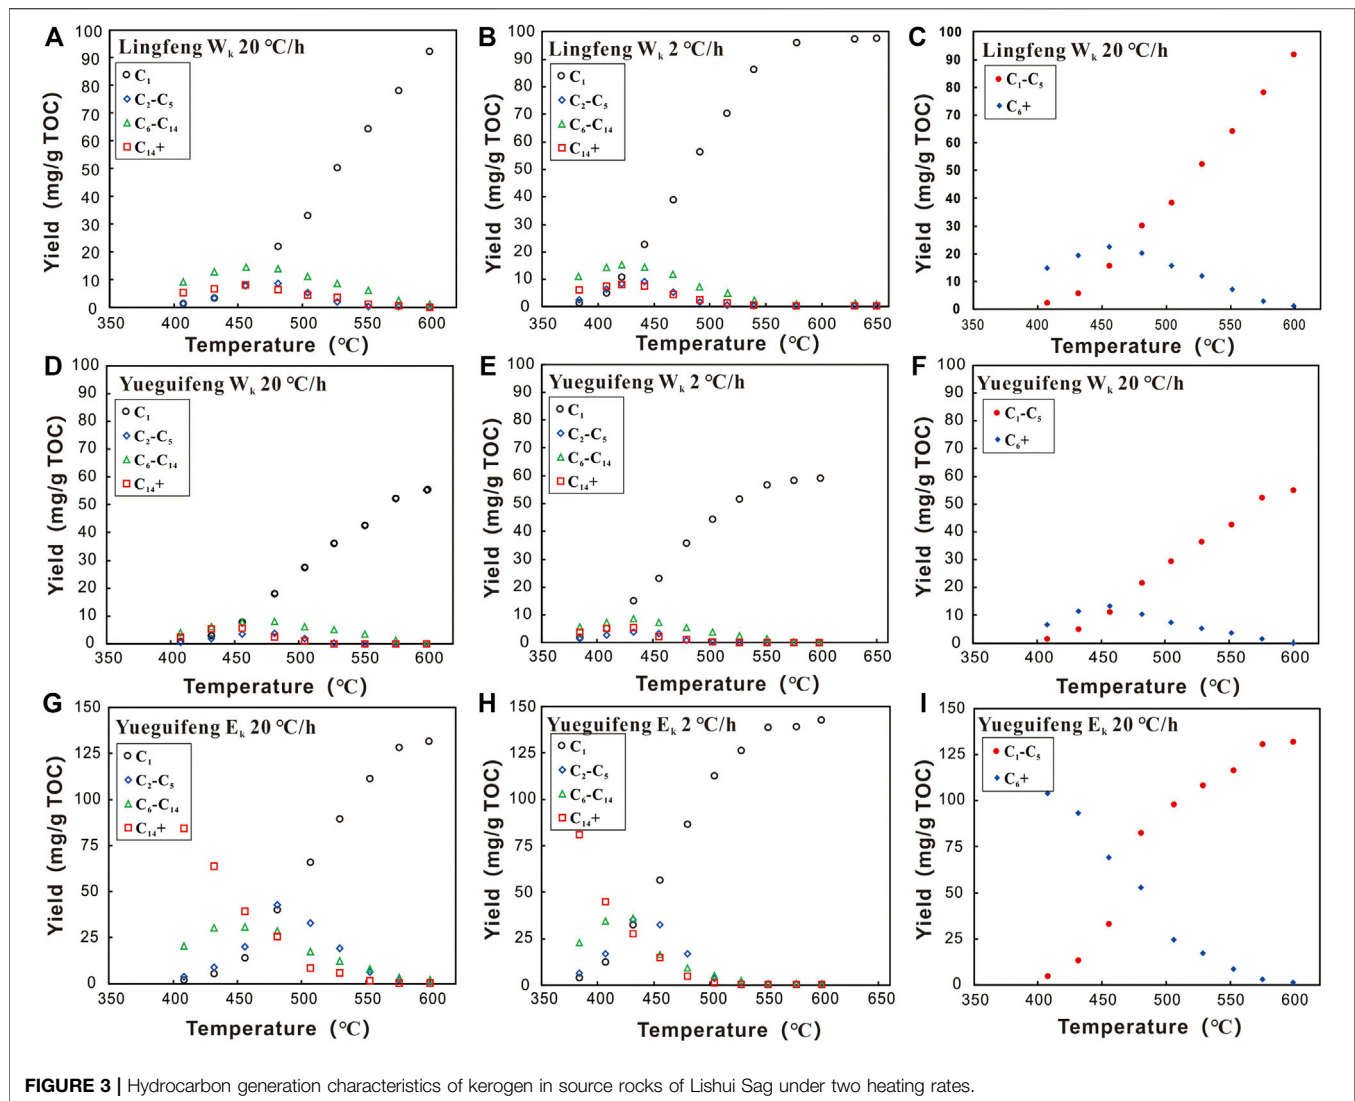 A
Lingfeng Wk 20 °C/h
C1
C2-C5
C6-C14
C14+
Yield (mg/g TOC)
100
90
80
70
60
50
40
30
20
10
0
350 400 450 500 550 600
Temperature (°C)
B
Lingfeng Wk 2 °C/h
C1
C2-C5
C6-C14
C14+
Yield (mg/g TOC)
100
90
80
70
60
50
40
30
20
10
0
350 400 450 500 550 600 650
Temperature (°C)
C
Lingfeng Wk 20 °C/h
C1-C5
C6+
Yield (mg/g TOC)
100
90
80
70
60
50
40
30
20
10
0
350 400 450 500 550 600
Temperature (°C)
D
Yueguifeng Wk 20 °C/h
C1
C2-C5
C6-C14
C14+
Yield (mg/g TOC)
100
90
80
70
60
50
40
30
20
10
0
350 400 450 500 550 600
Temperature (°C)
E
Yueguifeng Wk 2 °C/h
C1
C2-C5
C6-C14
C14+
Yield (mg/g TOC)
100
90
80
70
60
50
40
30
20
10
0
350 400 450 500 550 600 650
Temperature (°C)
F
Yueguifeng Wk 20 °C/h
C1-C5
C6+
Yield (mg/g TOC)
100
90
80
70
60
50
40
30
20
10
0
350 400 450 500 550 600
Temperature (°C)
G
Yueguifeng Ek 20 °C/h
C1
C2-C5
C6-C14
C14+
Yield (mg/g TOC)
150
125
100
75
50
25
0
350 400 450 500 550 600
Temperature (°C)
H
Yueguifeng Ek 2 °C/h
C1
C2-C5
C6-C14
C14+
Yield (mg/g TOC)
150
125
100
75
50
25
0
350 400 450 500 550 600 650
Temperature (°C)
I
Yueguifeng Ek 20 °C/h
C1-C5
C6+
Yield (mg/g TOC)
150
125
100
75
50
25
0
350 400 450 500 550 600
Temperature (°C)
FIGURE 3 | Hydrocarbon generation characteristics of kerogen in source rocks of Lishui Sag under two heating rates.